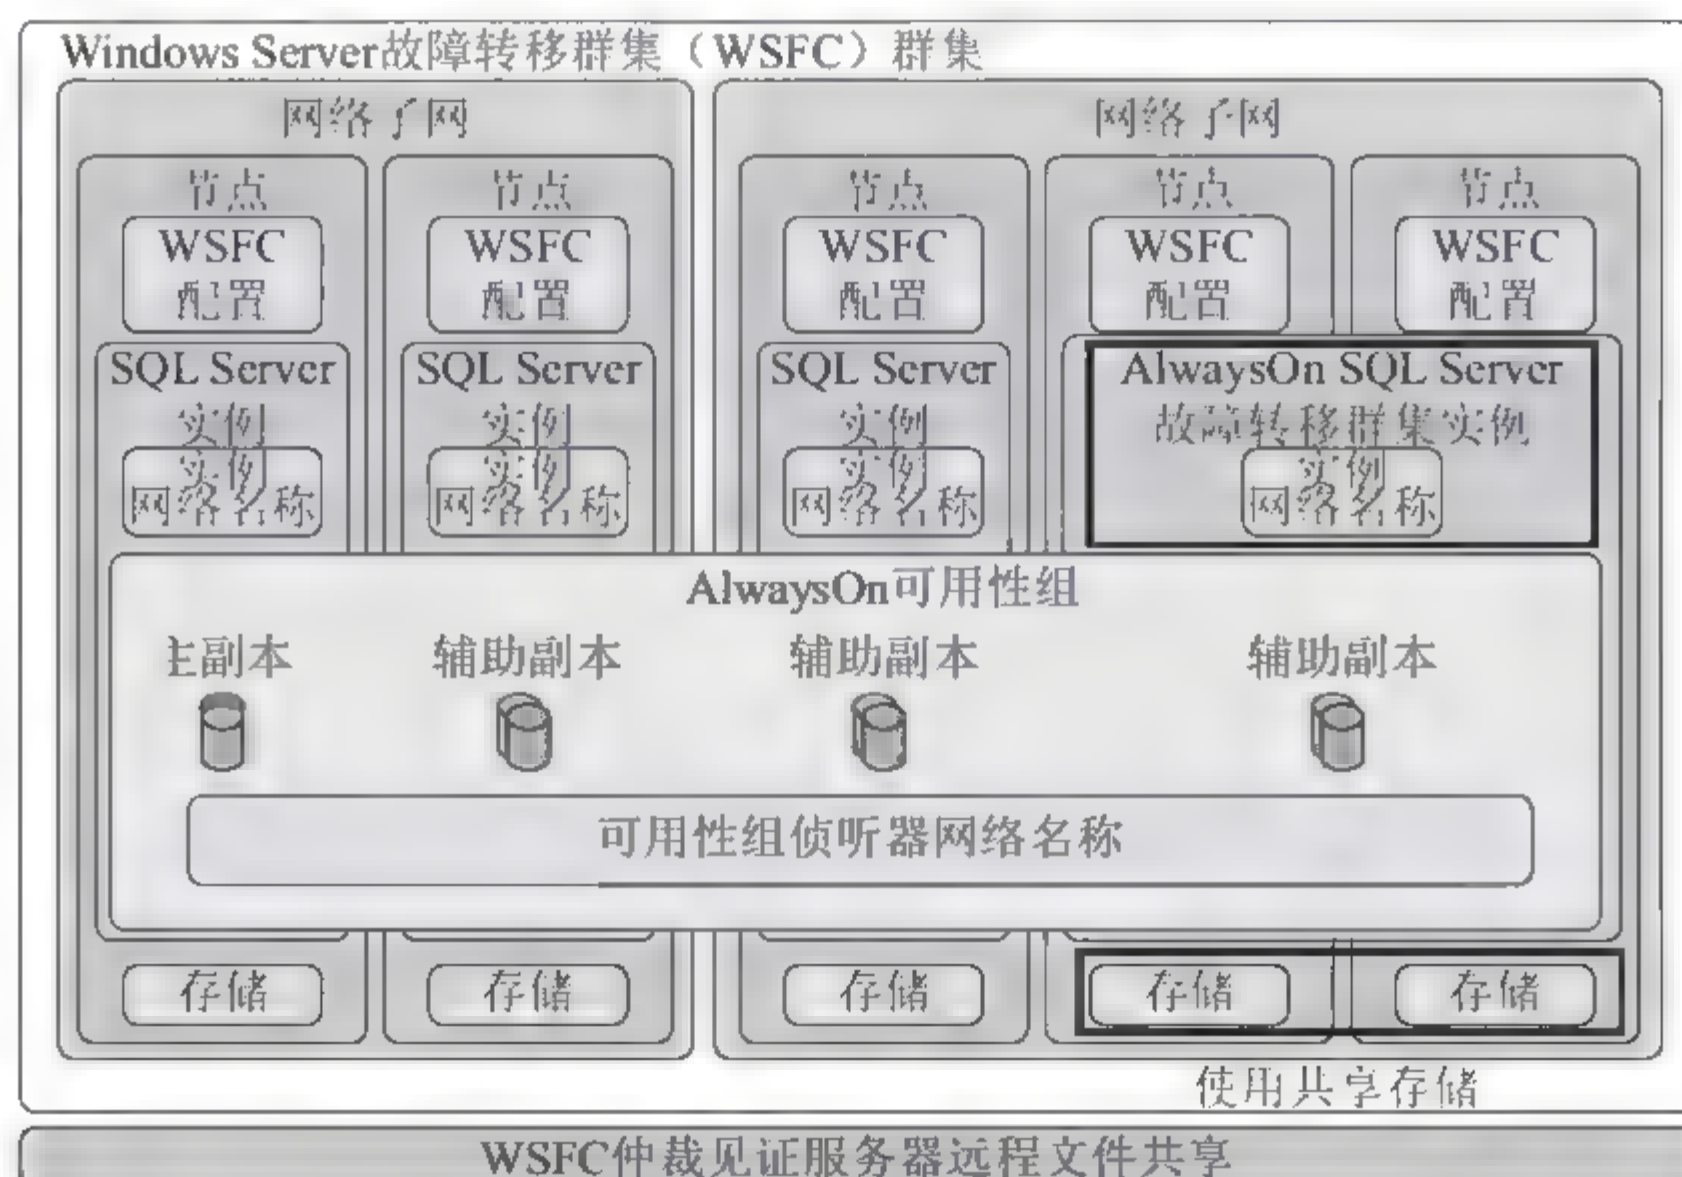 Windows Server故障转移群集（WSFC）群集
网络子网
网络子网
节点
节点
节点
节点
节点
WSFC
配置
WSFC
配置
WSFC
配置
WSFC
配置
WSFC
配置
SQL Server
实例
SQL Server
实例
SQL Server
实例
AlwaysOn SQL Server
故障转移群集实例
实例
网络名称
实例
网络名称
实例
网络名称
实例
网络名称
AlwaysOn可用性组
主副本
辅助副本
辅助副本
辅助副本
可用性组侦听器网络名称
存储
存储
存储
存储
存储
使用共享存储
WSFC仲裁见证服务器远程文件共享